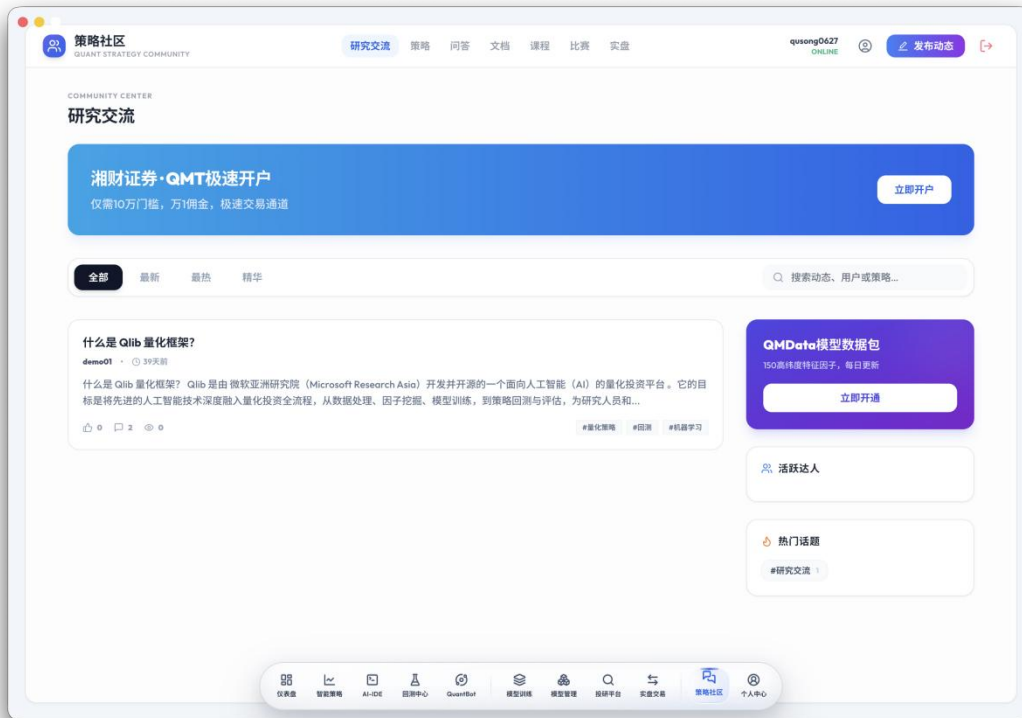 策略社区
QUANT STRATEGY COMMUNITY
研究交流 策略 问答 文档 课程 比赛 实盘
qusong0627
ONLINE
发布动态
COMMUNITY CENTER
研究交流
湘财证券·QMT极速开户
仅需10万门槛，万1佣金，极速交易通道
立即开户
全部 最新 最热 精华
搜索动态、用户或策略...
什么是 Qlib 量化框架？
demo01 · 39天前
什么是 Qlib 量化框架？ Qlib 是由 微软亚洲研究院（Microsoft Research Asia）开发并开源的一个面向人工智能（AI）的量化投资平台 。它的目
标是将先进的人工智能技术深度融入量化投资全流程，从数据处理、因子挖掘、模型训练，到策略回测与评估，为研究人员和...
0 2 0
#量化策略 #回测 #机器学习
QMData模型数据包
150高纬度特征因子，每日更新
立即开通
活跃达人
热门话题
#研究交流 1
仪表盘 智能策略 AI-IDE 回测中心 QuantBot 模型训练 模型管理 投研平台 实盘交易 策略社区 个人中心